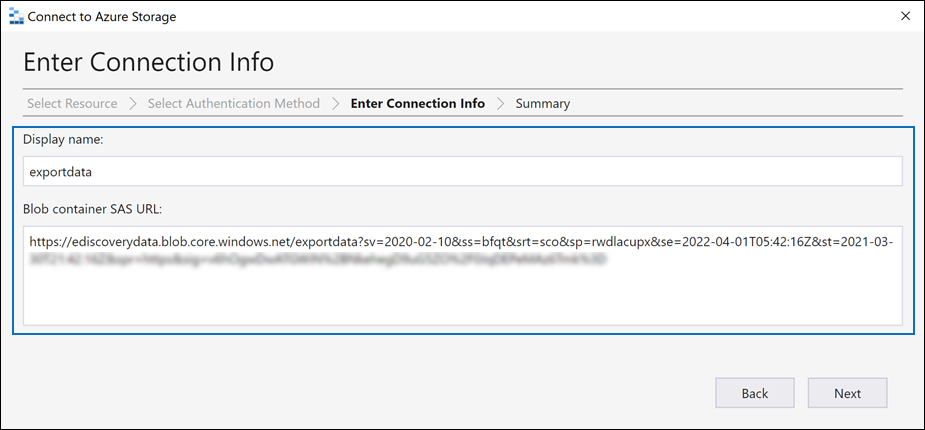 Connect to Azure Storage
Enter Connection Info
Select Resource > Select Authentication Method > Enter Connection Info > Summary
Display name:
exportdata
Blob container SAS URL:
https://ediscoverydata.blob.core.windows.net/exportdata?sv=2020-02-10&ss=bfqt&srt=sco&sp=rwdlacupx&se=2022-04-01T05:42:16Z&st=2021-03-
Back Next